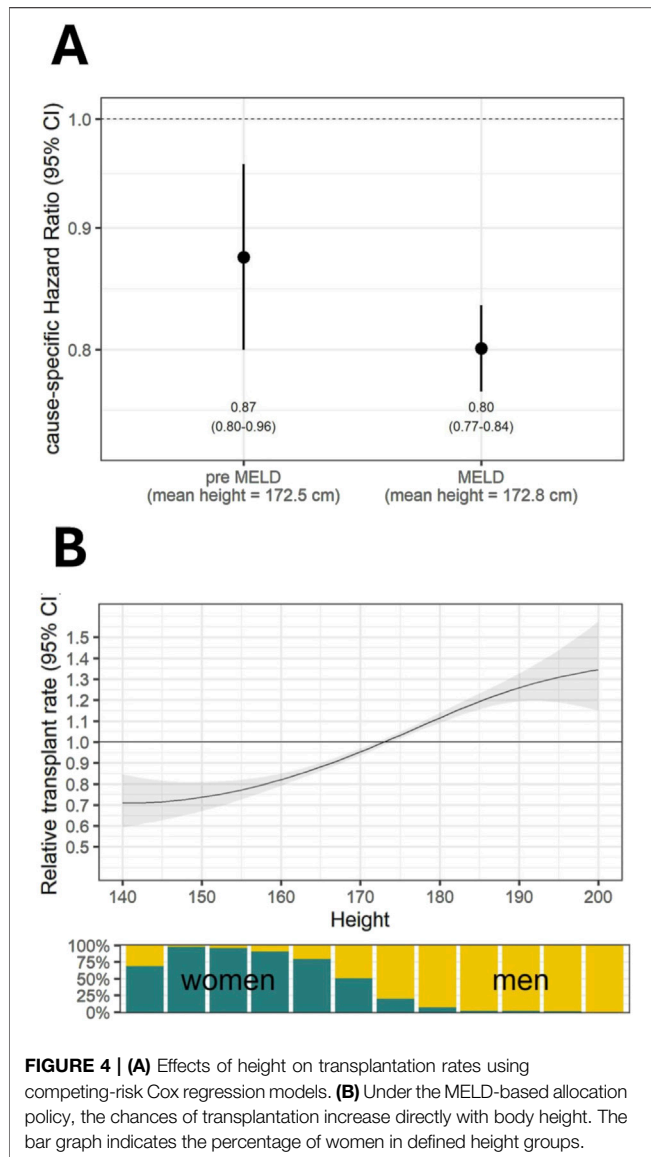 A
cause-specific Hazard Ratio (95% CI)
1.0
0.9
0.8
0.87
(0.80-0.96)
0.80
(0.77-0.84)
pre MELD
(mean height = 172.5 cm)
MELD
(mean height = 172.8 cm)
B
Relative transplant rate (95% CI
1.5
1.4
1.3
1.2
1.1
1.0
0.9
0.8
0.7
0.6
0.5
140 150 160 170 180 190 200
Height
100%
75%
50%
25%
0%
women men
FIGURE 4 | (A) Effects of height on transplantation rates using
competing-risk Cox regression models. (B) Under the MELD-based allocation
policy, the chances of transplantation increase directly with body height. The
bar graph indicates the percentage of women in defined height groups.